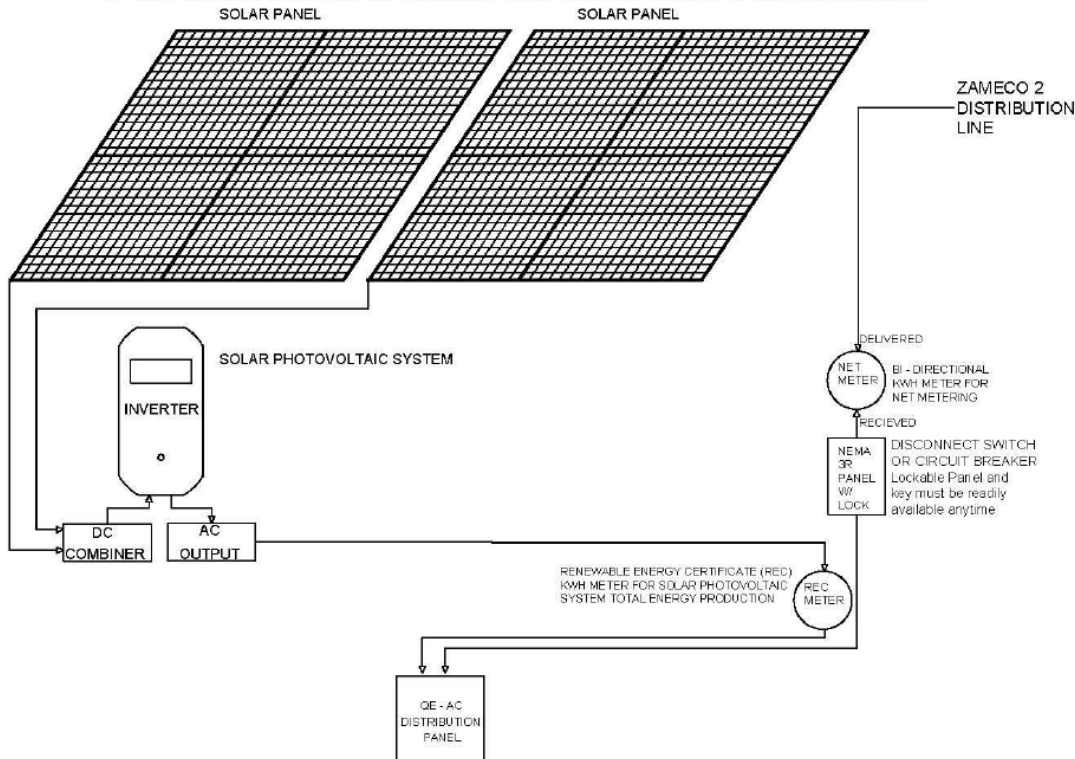 SOLAR PANEL
SOLAR PANEL
ZAMECO 2
DISTRIBUTION
LINE
DELIVERED
NET
METER
BI - DIRECTIONAL
KWH METER FOR
NET METERING
RECIEVED
SOLAR PHOTOVOLTAIC SYSTEM
INVERTER
NEMA
3R
PANEL
W/
LOCK
DISCONNECT SWITCH
OR CIRCUIT BREAKER
Lockable Panel and
key must be readily
available anytime
DC
COMBINER
AC
OUTPUT
RENEWABLE ENERGY CERTIFICATE (REC)
KWH METER FOR SOLAR PHOTOVOLTAIC
SYSTEM TOTAL ENERGY PRODUCTION
REC
METER
QE - AC
DISTRIBUTION
PANEL